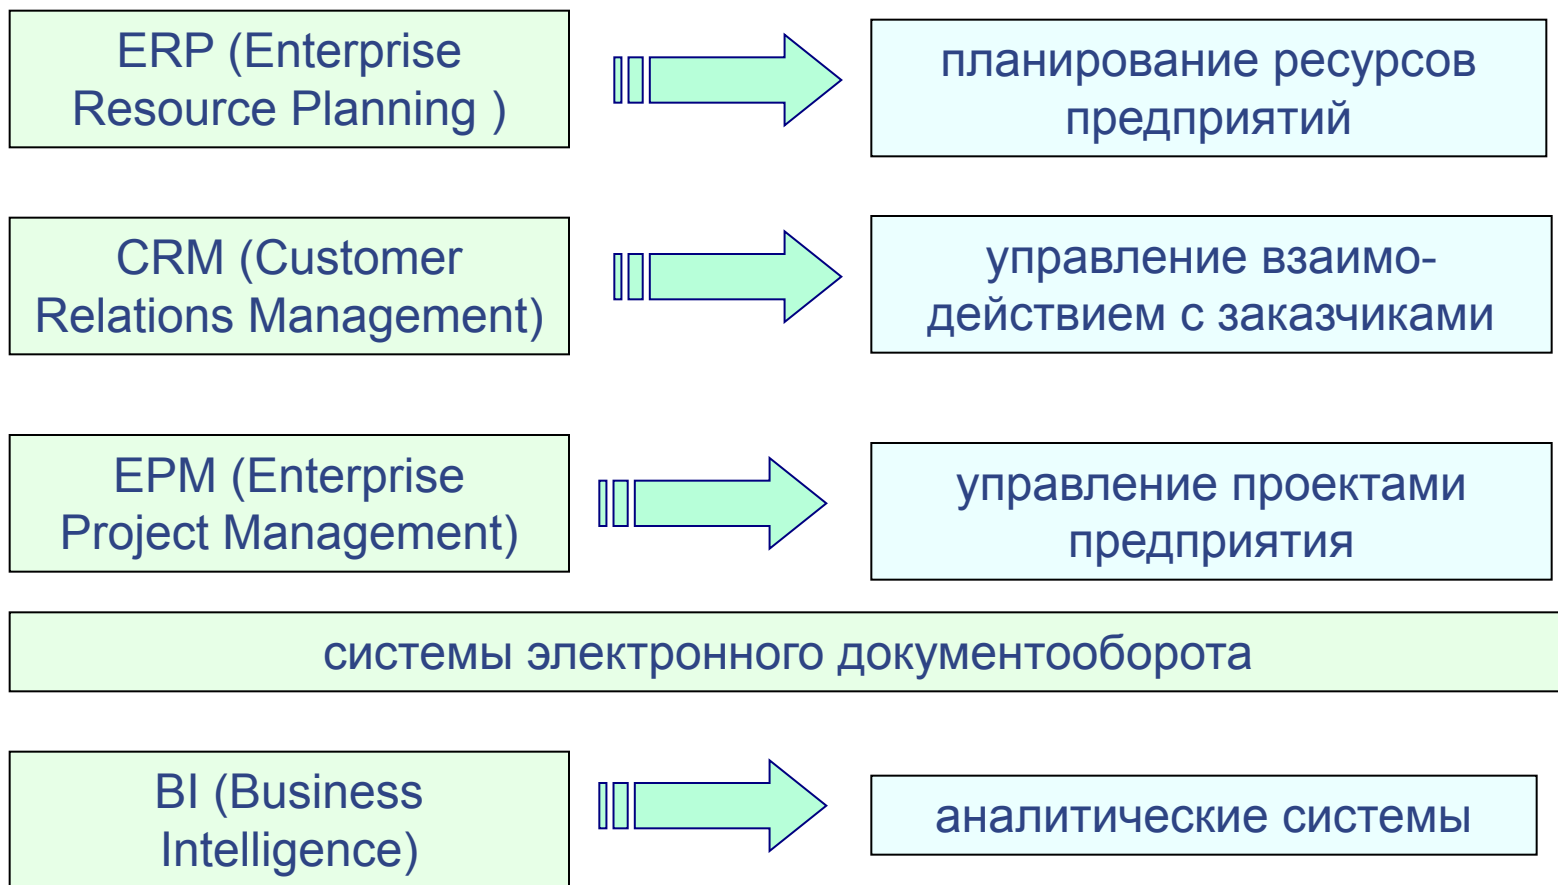 ERP (Enterprise
Resource Planning )
планирование ресурсов
предприятий
CRM (Customer
Relations Management)
управление взаимо-
действием с заказчиками
EPM (Enterprise
Project Management)
управление проектами
предприятия
системы электронного документооборота
BI (Business
Intelligence)
аналитические системы